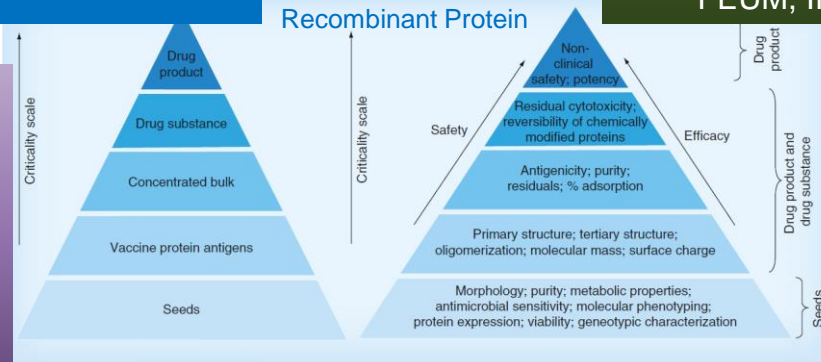 Recombinant Protein
Criticality scale
Drug
product
Drug substance
Concentrated bulk
Vaccine protein antigens
Seeds
Criticality scale
Safety
Efficacy
Non-
clinical
safety; potency
Residual cytotoxicity;
reversibility of chemically
modified proteins
Antigenicity; purity;
residuals; % adsorption
Primary structure; tertiary structure;
oligomerization; molecular mass; surface charge
Morphology; purity; metabolic properties;
antimicrobial sensitivity; molecular phenotyping;
protein expression; viability; geneotypic characterization
Drug
product
Drug product and
drug substance
Seeds